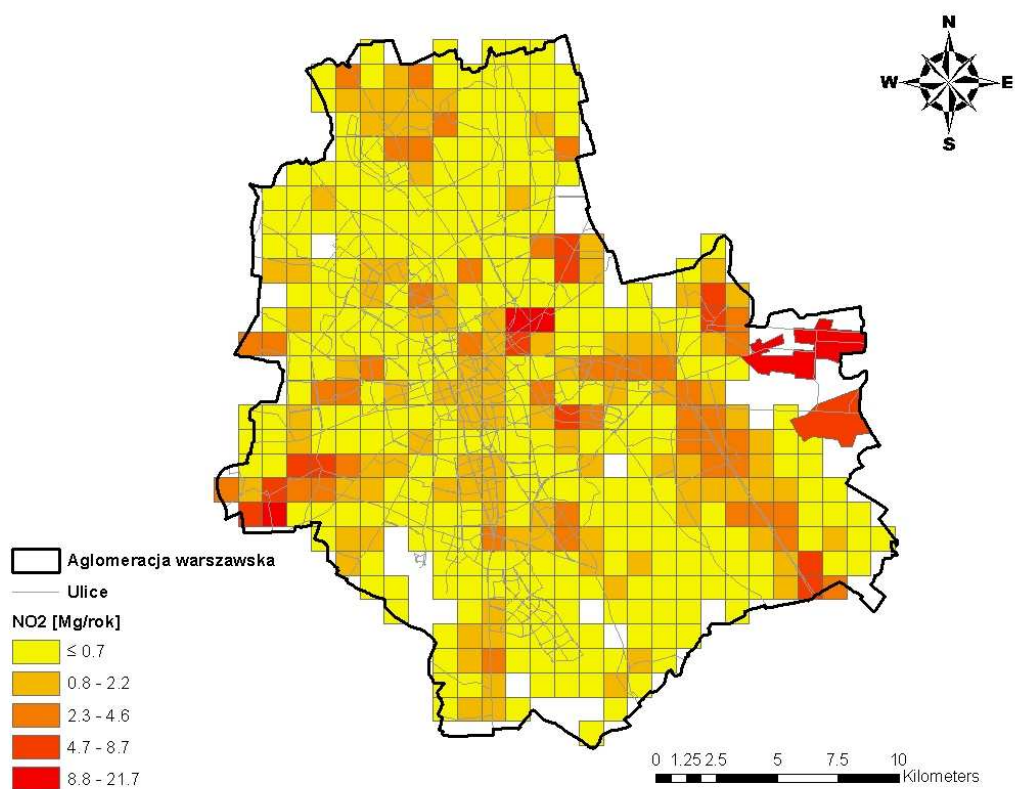 N
W E
S
Aglomeracja warszawska
Ulice
NO2 [Mg/rok]
≤ 0.7
0.8 - 2.2
2.3 - 4.6
4.7 - 8.7
8.8 - 21.7
0 1.25 2.5 5 7.5 10
Kilometers